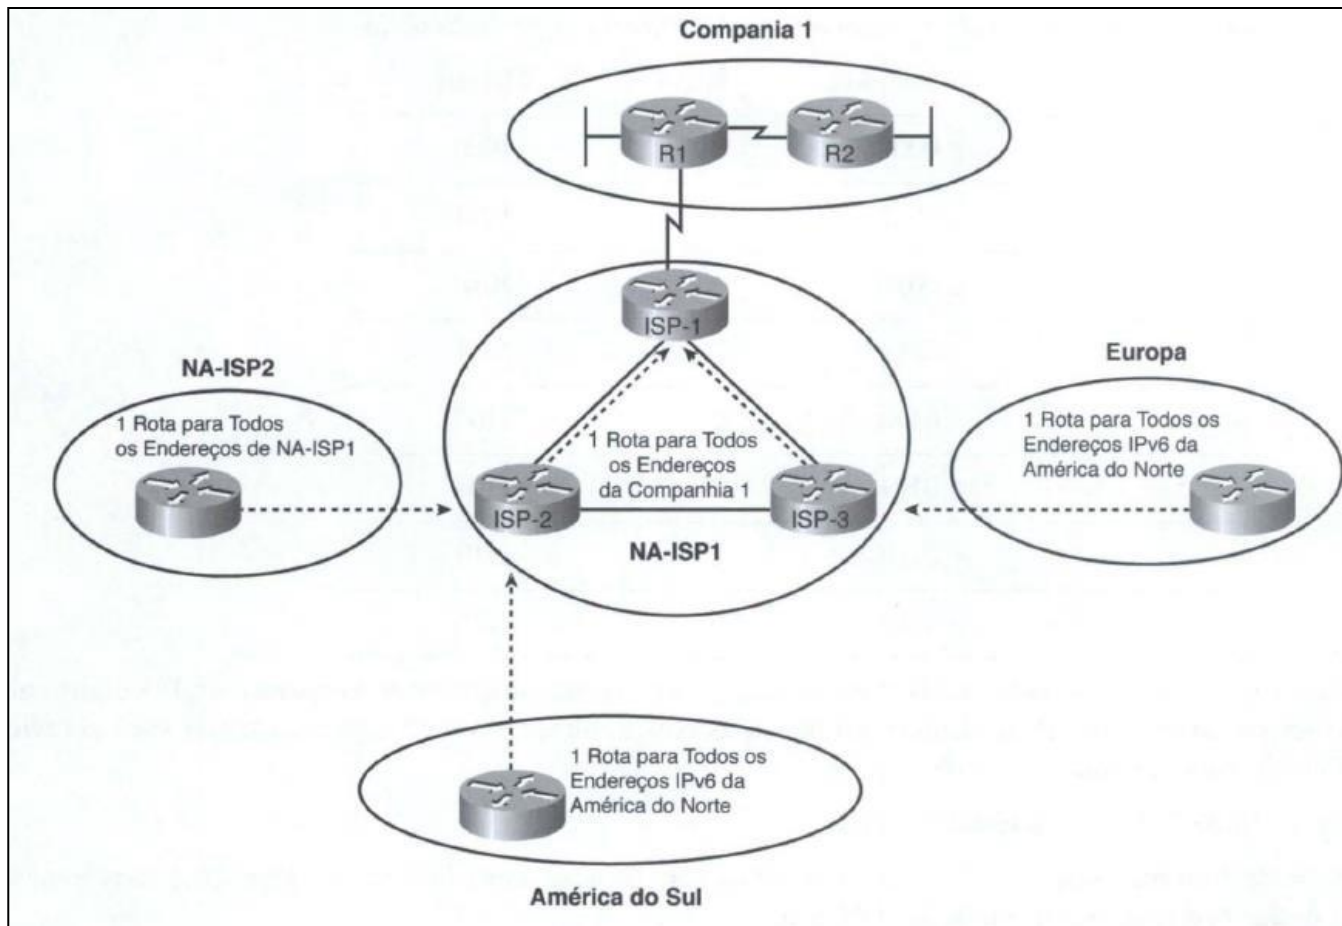 Compania 1
R1
R2
ISP-1
NA-ISP2
1 Rota para Todos
os Endereços de NA-ISP1
1 Rota para Todos
os Endereços
da Companhia 1
ISP-2
ISP-3
NA-ISP1
Europa
1 Rota para Todos os
Endereços IPv6 da
América do Norte
1 Rota para Todos os
Endereços IPv6 da
América do Norte
América do Sul